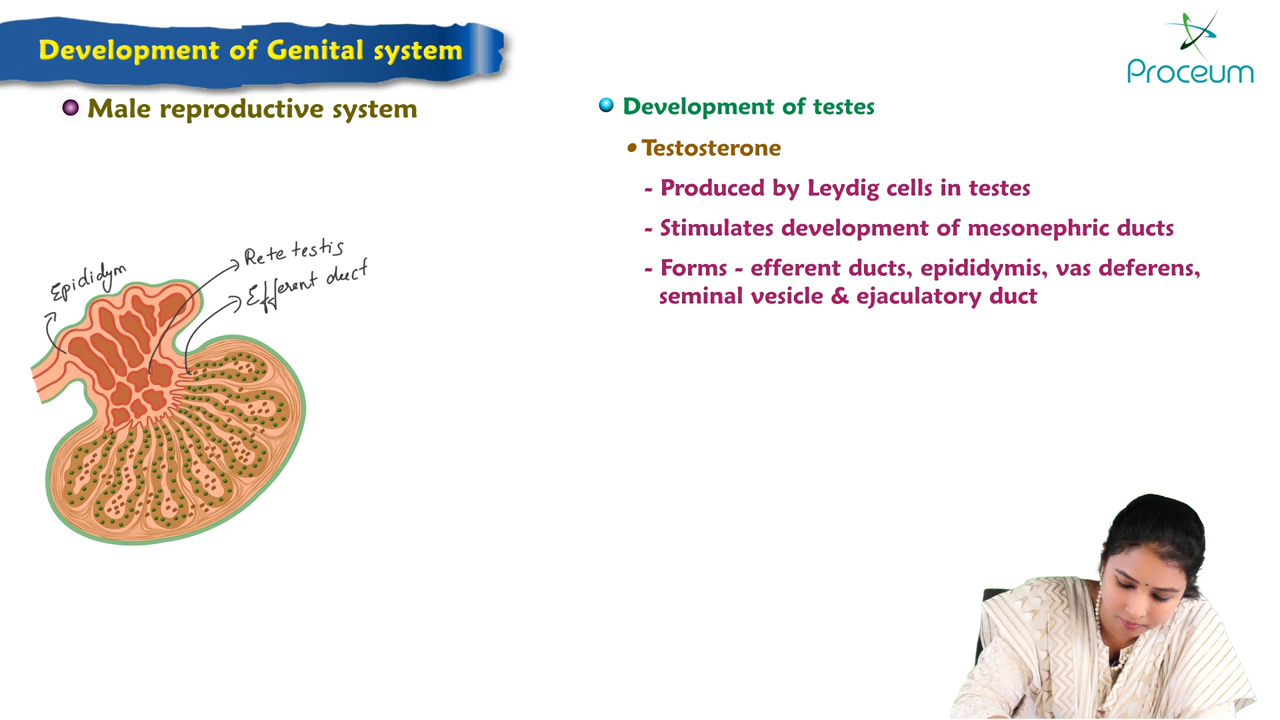 Development of Genital system
Proceum
Male reproductive system
Development of testes
Testosterone
- Produced by Leydig cells in testes
- Stimulates development of mesonephric ducts
- Forms - efferent ducts, epididymis, vas deferens,
seminal vesicle & ejaculatory duct
Epididym
Rete testis
Efferent duct